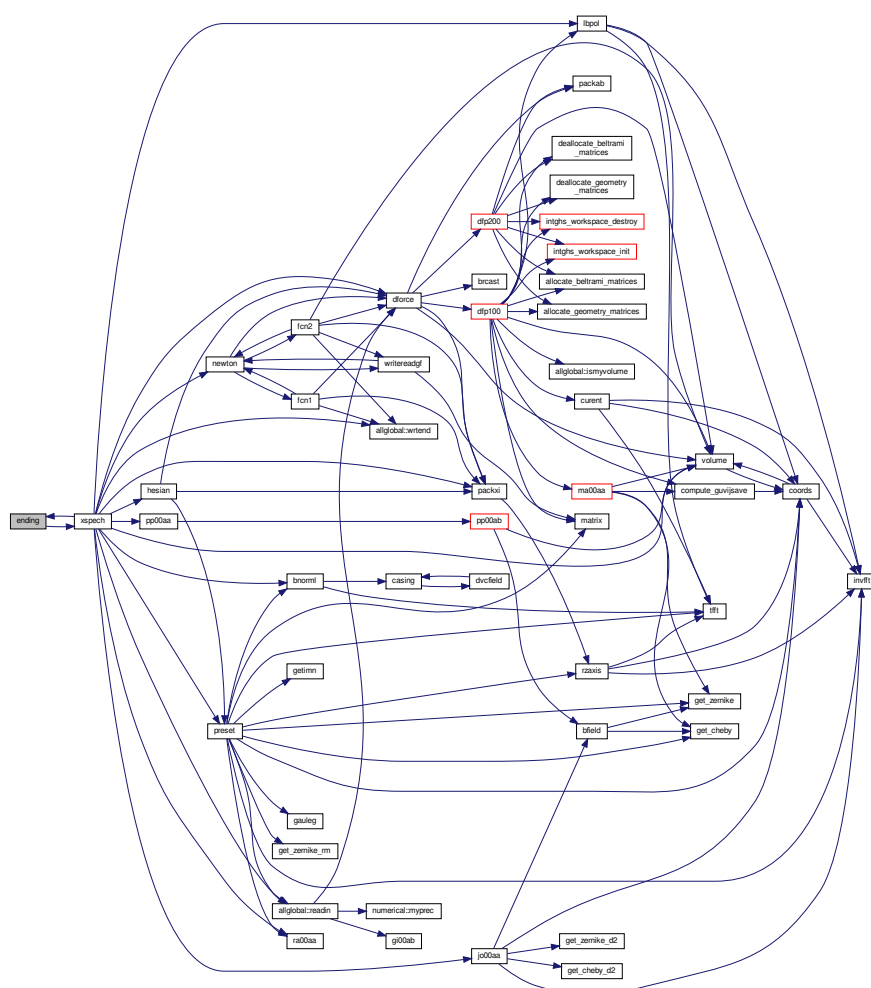 lbpol
packab
deallocate_beltrami
_matrices
deallocate_geometry
_matrices
dfp200
intghs_workspace_destroy
intghs_workspace_init
brcast
allocate_beltrami_matrices
dforce
dfp100
allocate_geometry_matrices
fcn2
newton
writereadgf
allglobal::ismyvolume
fcn1
curent
allglobal::wrtend
volume
hesian
packxi
ma00aa
compute_guvijsave
coords
ending
xspech
pp00aa
pp00ab
matrix
bnorml
casing
dvcfield
invfft
tfft
getimn
rzaxis
get_zernike
preset
bfield
get_cheby
gauleg
get_zernike_rm
allglobal::readin
numerical::myprec
ra00aa
gi00ab
get_zernike_d2
jo00aa
get_cheby_d2